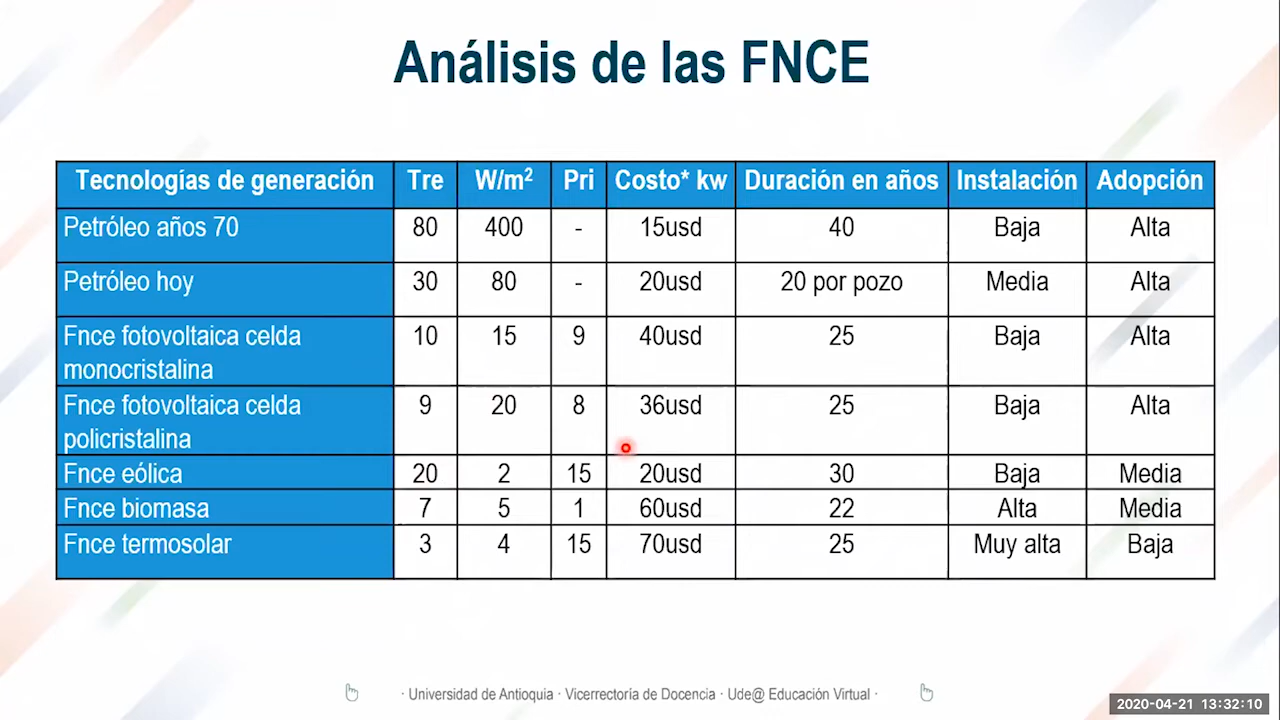 Análisis de las FNCE
Tecnologías de generación Tre W/m² Pri Costo* kw Duración en años Instalación Adopción
Petróleo años 70 80 400 - 15usd 40 Baja Alta
Petróleo hoy 30 80 - 20usd 20 por pozo Media Alta
Fnce fotovoltaica celda 10 15 9 40usd 25 Baja Alta
monocristalina
Fnce fotovoltaica celda 9 20 8 36usd 25 Baja Alta
policristalina
Fnce eólica 20 2 15 20usd 30 Baja Media
Fnce biomasa 7 5 1 60usd 22 Alta Media
Fnce termosolar 3 4 15 70usd 25 Muy alta Baja
· Universidad de Antioquia · Vicerrectoría de Docencia · Ude@ Educación Virtual ·
2020-04-21 13:32:10